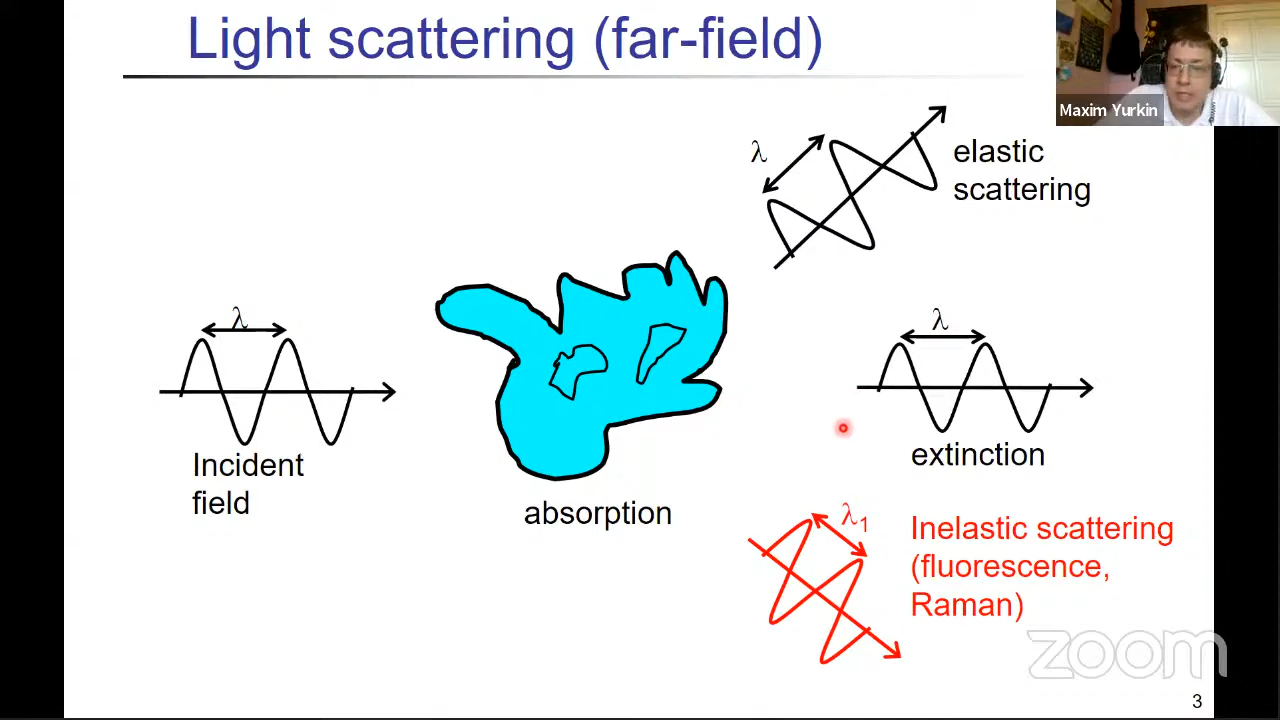 Light scattering (far-field)
Maxim Yurkin
λ
elastic
scattering
λ
Incident
field
absorption
λ
extinction
λ1
Inelastic scattering
(fluorescence,
Raman)
zoom
3